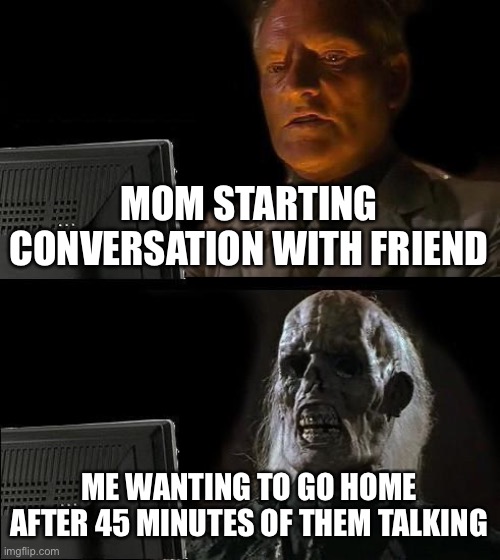 MOM STARTING
CONVERSATION WITH FRIEND
ME WANTING TO GO HOME
AFTER 45 MINUTES OF THEM TALKING
imgflip.com